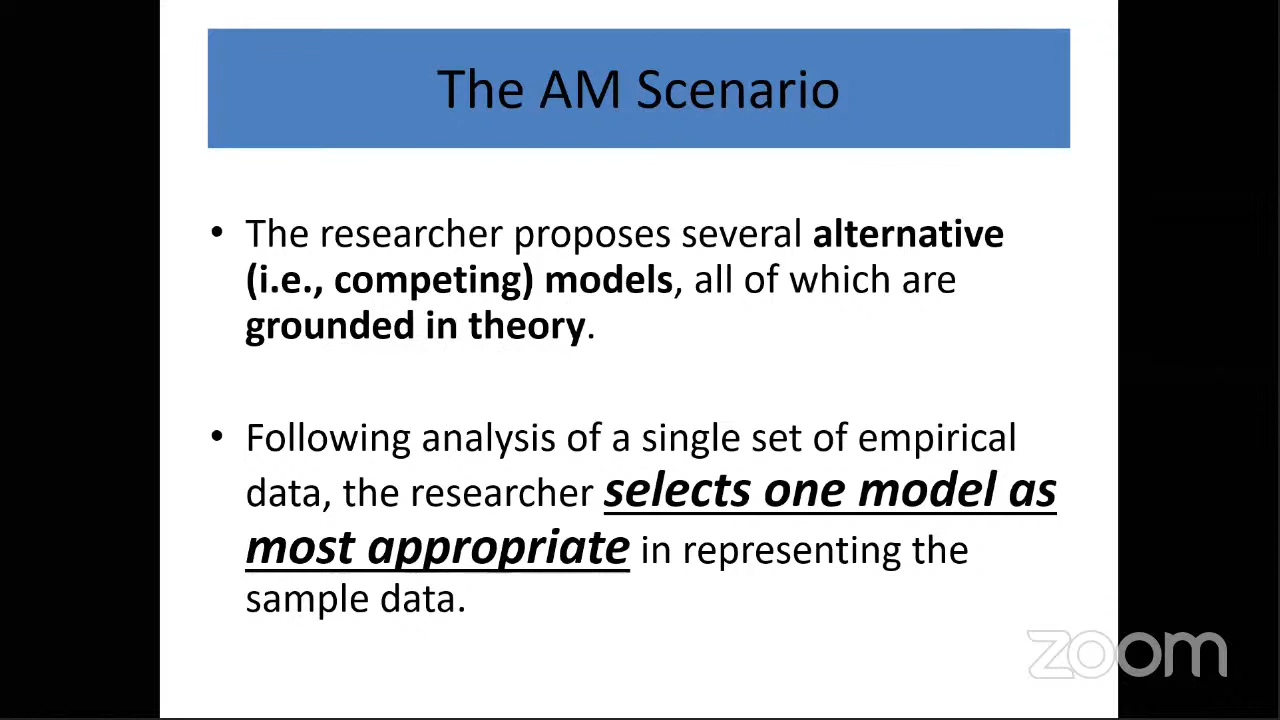 The AM Scenario
• The researcher proposes several alternative
(i.e., competing) models, all of which are
grounded in theory.
• Following analysis of a single set of empirical
data, the researcher selects one model as
most appropriate in representing the
sample data.
zoom